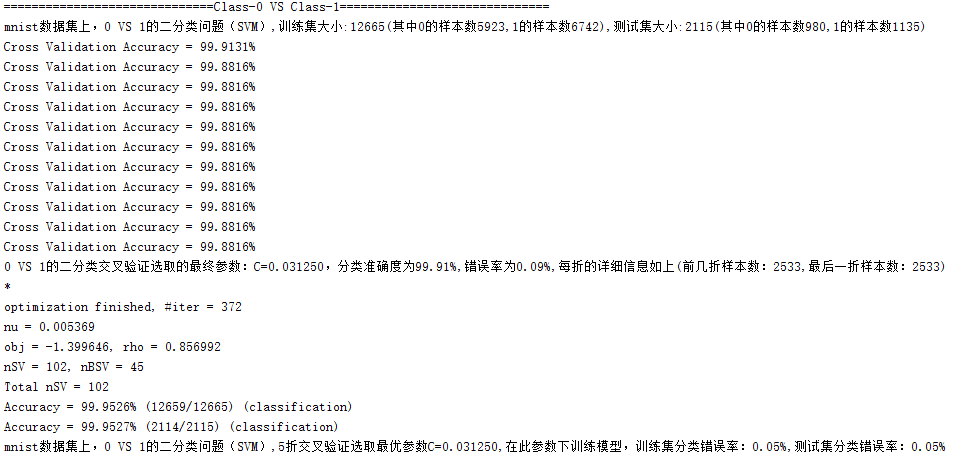 ==============================Class-0 VS Class-1==============================
mnist数据集上，0 VS 1的二分类问题（SVM）,训练集大小:12665(其中0的样本数5923,1的样本数6742),测试集大小:2115(其中0的样本数980,1的样本数1135)
Cross Validation Accuracy = 99.9131%
Cross Validation Accuracy = 99.8816%
Cross Validation Accuracy = 99.8816%
Cross Validation Accuracy = 99.8816%
Cross Validation Accuracy = 99.8816%
Cross Validation Accuracy = 99.8816%
Cross Validation Accuracy = 99.8816%
Cross Validation Accuracy = 99.8816%
Cross Validation Accuracy = 99.8816%
Cross Validation Accuracy = 99.8816%
Cross Validation Accuracy = 99.8816%
0 VS 1的二分类交叉验证选取的最终参数：C=0.031250，分类准确度为99.91%,错误率为0.09%,每折的详细信息如上(前几折样本数：2533,最后一折样本数：2533)
*
optimization finished, #iter = 372
nu = 0.005369
obj = -1.399646, rho = 0.856992
nSV = 102, nBSV = 45
Total nSV = 102
Accuracy = 99.9526% (12659/12665) (classification)
Accuracy = 99.9527% (2114/2115) (classification)
mnist数据集上，0 VS 1的二分类问题（SVM）,5折交叉验证选取最优参数C=0.031250,在此参数下训练模型，训练集分类错误率：0.05%,测试集分类错误率：0.05%